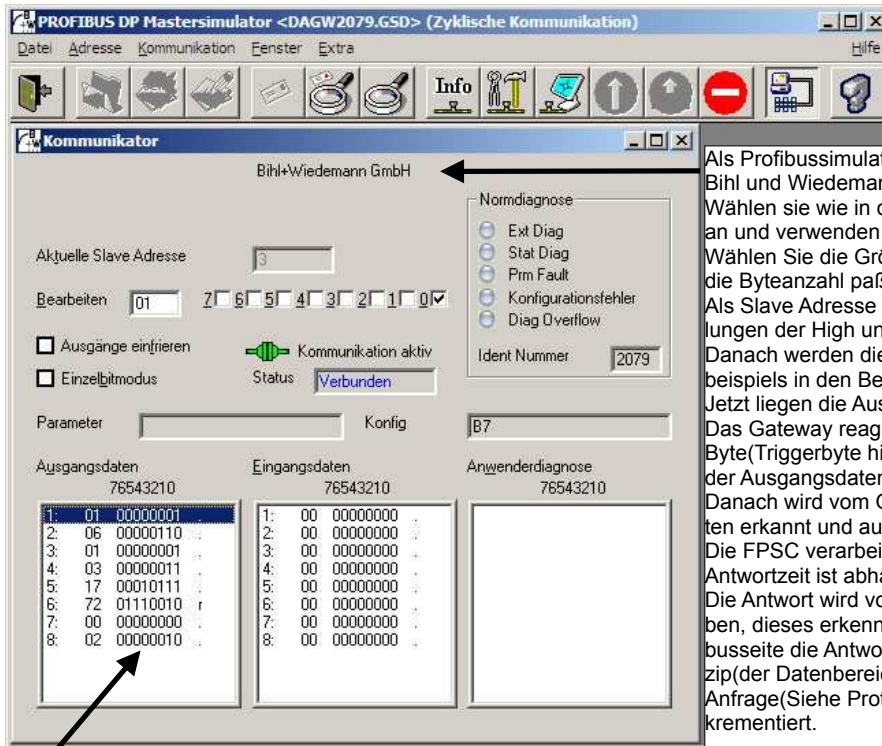 PROFIBUS DP Mastersimulator <DAGW2079.GSD> (Zyklische Kommunikation)
Datei Adresse Kommunikation Fenster Extra Hilfe
Info
Kommunikator
Bihl+Wiedemann GmbH
Normdiagnose
Ext Diag
Stat Diag
Prm Fault
Konfigurationsfehler
Diag Overflow
Ident Nummer 2079
Aktuelle Slave Adresse 3
Bearbeiten 01 7 6 5 4 3 2 1 0
Ausgänge einfrieren
Kommunikation aktiv
Einzelbitmodus
Status Verbunden
Parameter
Konfig B7
Ausgangsdaten
76543210
1: 01 00000001 .
2: 06 00000110 .
3: 01 00000001 .
4: 03 00000011 .
5: 17 00010111 .
6: 72 01110010 r
7: 00 00000000 .
8: 02 00000010 .
Eingangsdaten
76543210
1: 00 00000000 .
2: 00 00000000 .
3: 00 00000000 .
4: 00 00000000 .
5: 00 00000000 .
6: 00 00000000 .
7: 00 00000000 .
8: 00 00000000 .
Anwenderdiagnose
76543210
Als Profibussimula
Bihl und Wiedema
Wählen sie wie in
an und verwenden
Wählen Sie die Gr
die Byteanzahl pa
Als Slave Adresse
lungen der High un
Danach werden die
beispiels in den Be
Jetzt liegen die Aus
Das Gateway reag
Byte(Triggerbyte hi
der Ausgangsdaten
Danach wird vom
ten erkannt und au
Die FPSC verarbei
Antwortzeit ist abh
Die Antwort wird vo
ben, dieses erkenn
busseite die Antwo
zip(der Datenberei
Anfrage(Siehe Prof
krementiert.